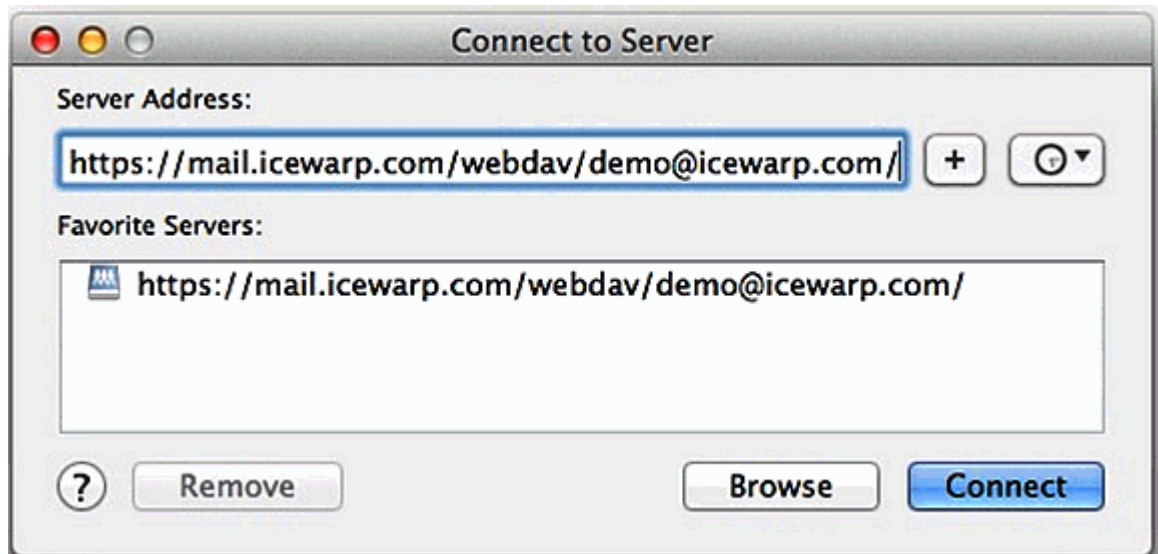 Connect to Server
Server Address:
https://mail.icewarp.com/webdav/demo@icewarp.com/
+
Favorite Servers:
https://mail.icewarp.com/webdav/demo@icewarp.com/
? Remove Browse Connect